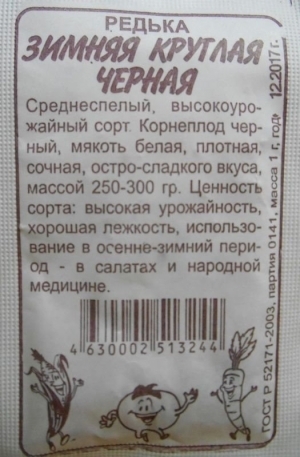 РЕДЬКА
ЗИМНЯЯ КРУГЛАЯ
ЧЕРНАЯ
Среднеспелый, высокоуро-
жайный сорт. Корнеплод чер-
ный, мякоть белая, плотная,
сочная, остро-сладкого вкуса,
массой 250-300 гр. Ценность
сорта: высокая урожайность,
хорошая лежкость, использо-
вание в осенне-зимний пери-
од - в салатах и народной
медицине.
4 630002 513244
ГОСТ Р 52171-2003, партия 0141, масса 1 г, годн. 12.2017г.